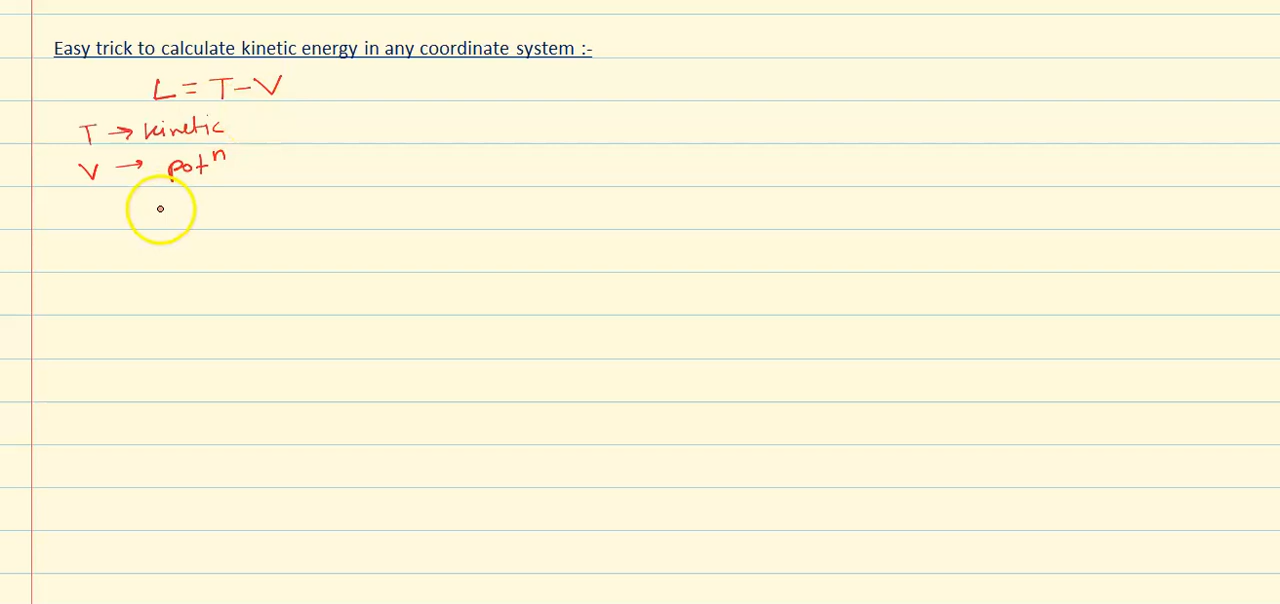 Easy trick to calculate kinetic energy in any coordinate system :-
L = T - V
T → kinetic
V → potⁿ